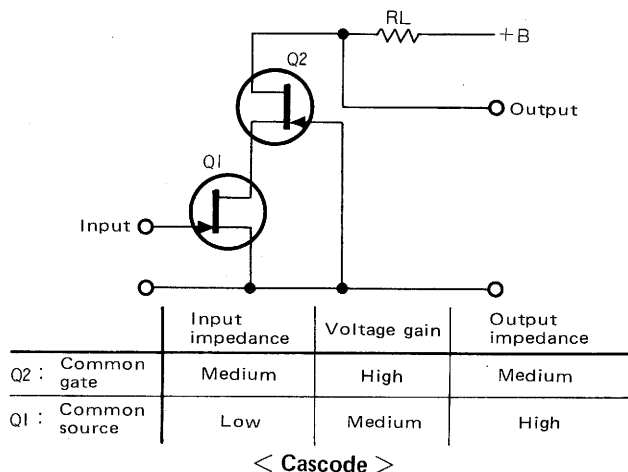 RL
+B
Q2
Output
Q1
Input
Input impedance Voltage gain Output impedance
Q2: Common gate Medium High Medium
Q1: Common source Low Medium High
< Cascode >